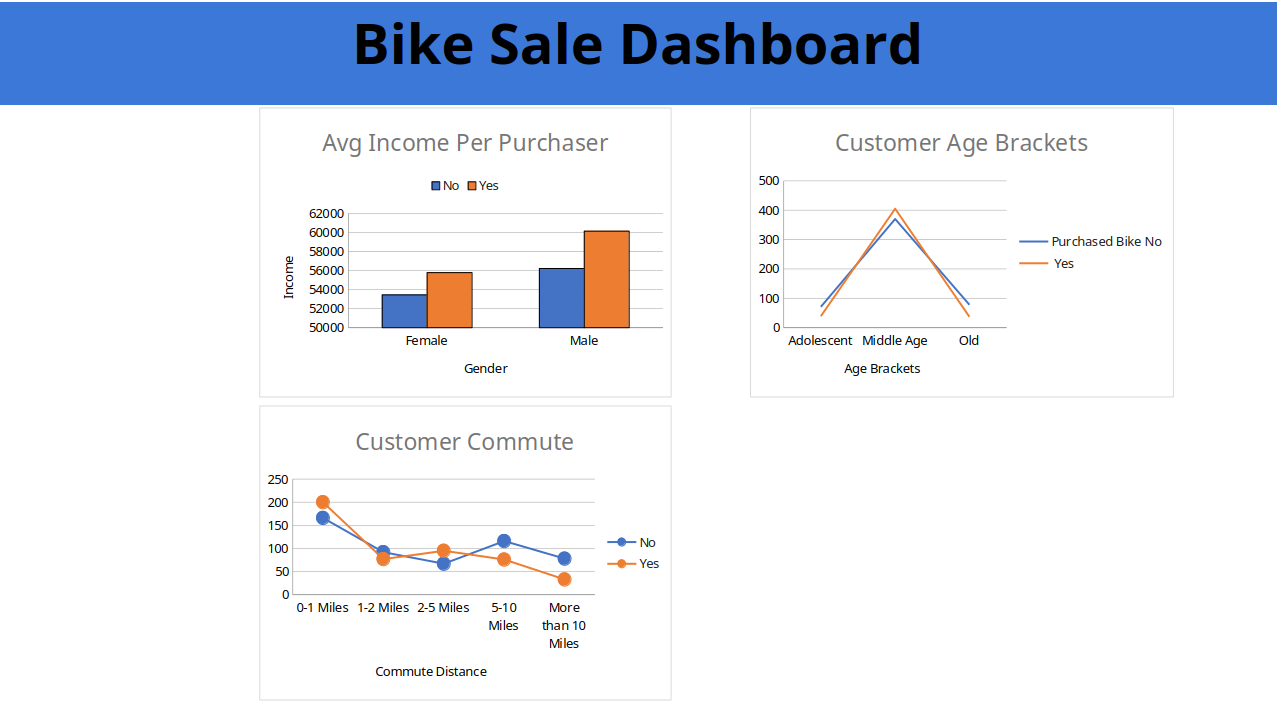 Bike Sale Dashboard
Avg Income Per Purchaser
No Yes
62000
60000
58000
56000
54000
52000
50000
Income
Female Male
Gender
Customer Age Brackets
500
400
300
200
100
0
Adolescent Middle Age Old
Age Brackets
Purchased Bike No
Yes
Customer Commute
250
200
150
100
50
0
0-1 Miles 1-2 Miles 2-5 Miles 5-10 More
Miles than 10
Miles
Commute Distance
No
Yes